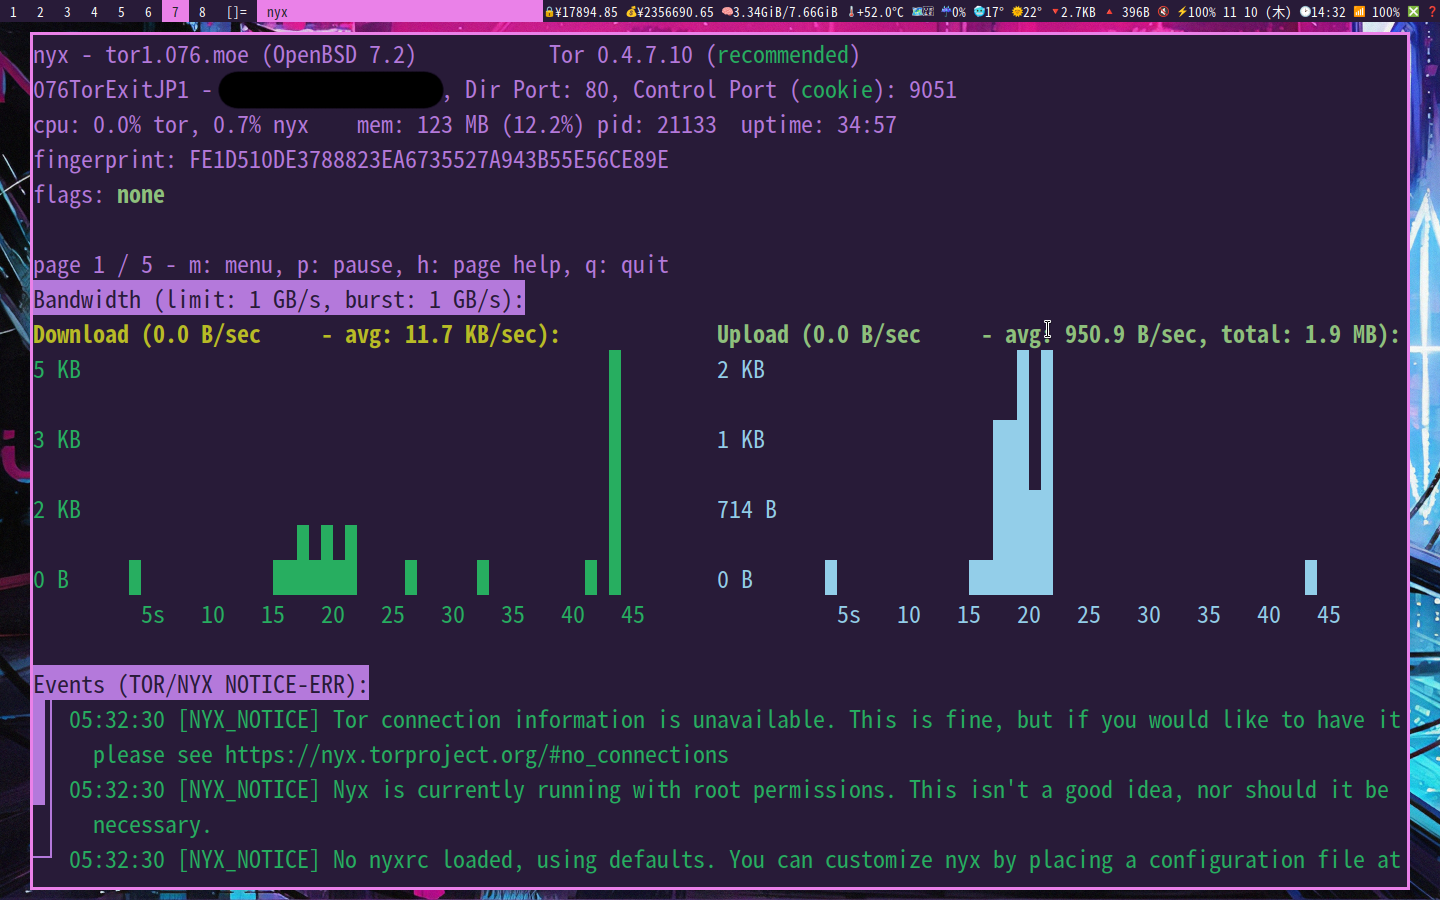 1 2 3 4 5 6 7 8 []= nyx ¥17894.85 ¥2356690.65 3.34GiB/7.66GiB +52.0℃ 0% 17° 22° 2.7KB 396B 0% 100% 11 10 (木) 14:32 100%
nyx - tor1.076.moe (OpenBSD 7.2) Tor 0.4.7.10 (recommended)
076TorExitJP1 - , Dir Port: 80, Control Port (cookie): 9051
cpu: 0.0% tor, 0.7% nyx mem: 123 MB (12.2%) pid: 21133 uptime: 34:57
fingerprint: FE1D510DE3788823EA6735527A943B55E56CE89E
flags: none
page 1 / 5 - m: menu, p: pause, h: page help, q: quit
Bandwidth (limit: 1 GB/s, burst: 1 GB/s):
Download (0.0 B/sec - avg: 11.7 KB/sec): Upload (0.0 B/sec - avg: 950.9 B/sec, total: 1.9 MB):
5 KB 2 KB
3 KB 1 KB
2 KB 714 B
0 B 0 B
5s 10 15 20 25 30 35 40 45 5s 10 15 20 25 30 35 40 45
Events (TOR/NYX NOTICE-ERR):
05:32:30 [NYX_NOTICE] Tor connection information is unavailable. This is fine, but if you would like to have it
please see https://nyx.torproject.org/#no_connections
05:32:30 [NYX_NOTICE] Nyx is currently running with root permissions. This isn't a good idea, nor should it be
necessary.
05:32:30 [NYX_NOTICE] No nyxrc loaded, using defaults. You can customize nyx by placing a configuration file at